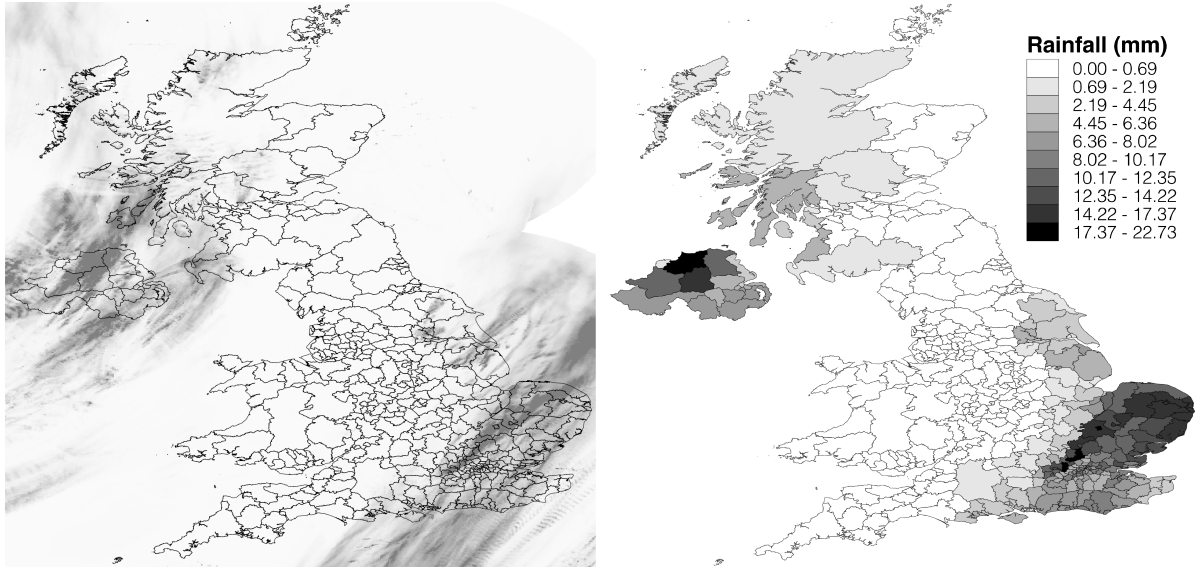 Rainfall (mm)
0.00 - 0.69
0.69 - 2.19
2.19 - 4.45
4.45 - 6.36
6.36 - 8.02
8.02 - 10.17
10.17 - 12.35
12.35 - 14.22
14.22 - 17.37
17.37 - 22.73